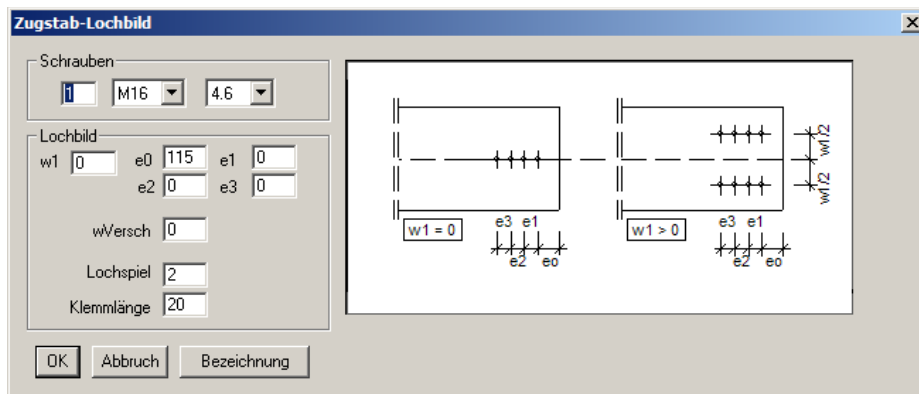 Zugstab-Lochbild
Schrauben
1 M16 4.6
Lochbild
w1 0 e0 115 e1 0
e2 0 e3 0
wVersch 0
Lochspiel 2
Klemmlänge 20
OK Abbruch Bezeichnung
w1 = 0
e3 e1
e2 eo
w1 > 0
e3 e1
e2 eo
w1/2
w1/2